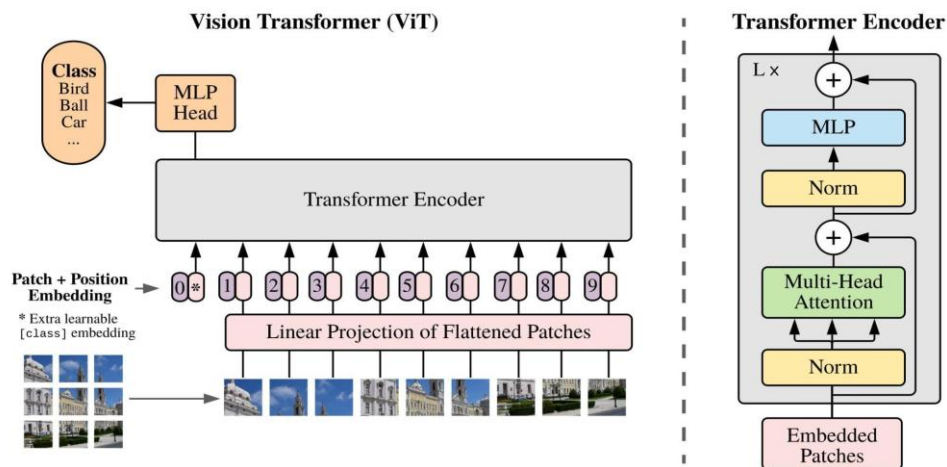 Vision Transformer (ViT)
Class
Bird
Ball
Car
...
MLP
Head
Transformer Encoder
Patch + Position
Embedding
0 * 1 2 3 4 5 6 7 8 9
* Extra learnable
[class] embedding
Linear Projection of Flattened Patches
Transformer Encoder
L ×
+
MLP
Norm
+
Multi-Head
Attention
Norm
Embedded
Patches